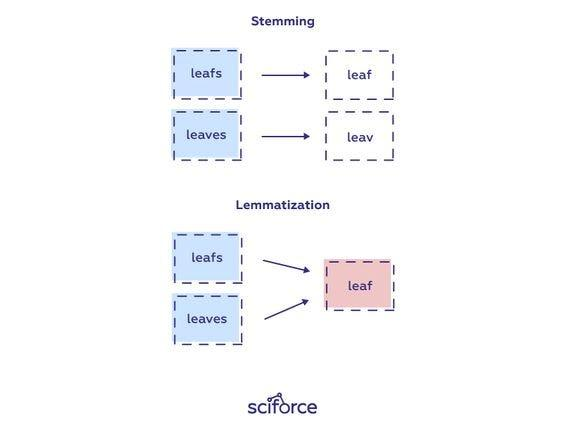 Stemming
leafs
leaf
leaves
leav
Lemmatization
leafs
leaf
leaves
sciforce